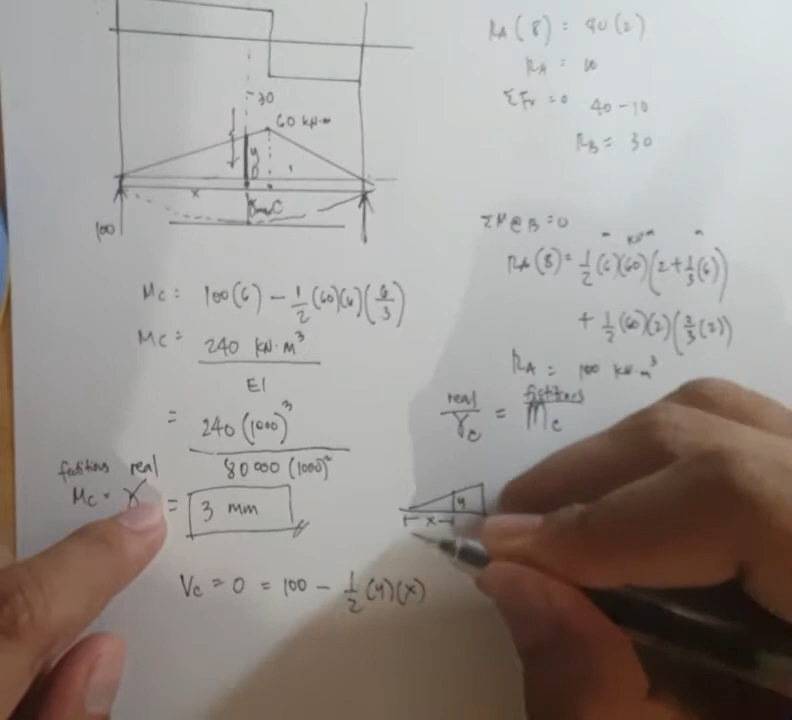 RA (8) = 40(2)
RA = 10
ΣFv = 0 40 - 10
RB = 30
30
60 kN·m
y
x
C
100
ΣM@B = 0
RA(8) = 1/2 (6)(60)(2 + 1/3(6))
+ 1/2 (60)(2)(2/3(2))
RA = 100 kN·m³
Mc = 100(6) - 1/2 (60)(6)(6/3)
Mc = 240 kN·m³ / EI
= 240 (1000)³ / 80 000 (1000)²
real fictitious
γc = Mc
fictitious real
Mc = γ = 3 mm
y
x
Vc = 0 = 100 - 1/2 (y)(x)